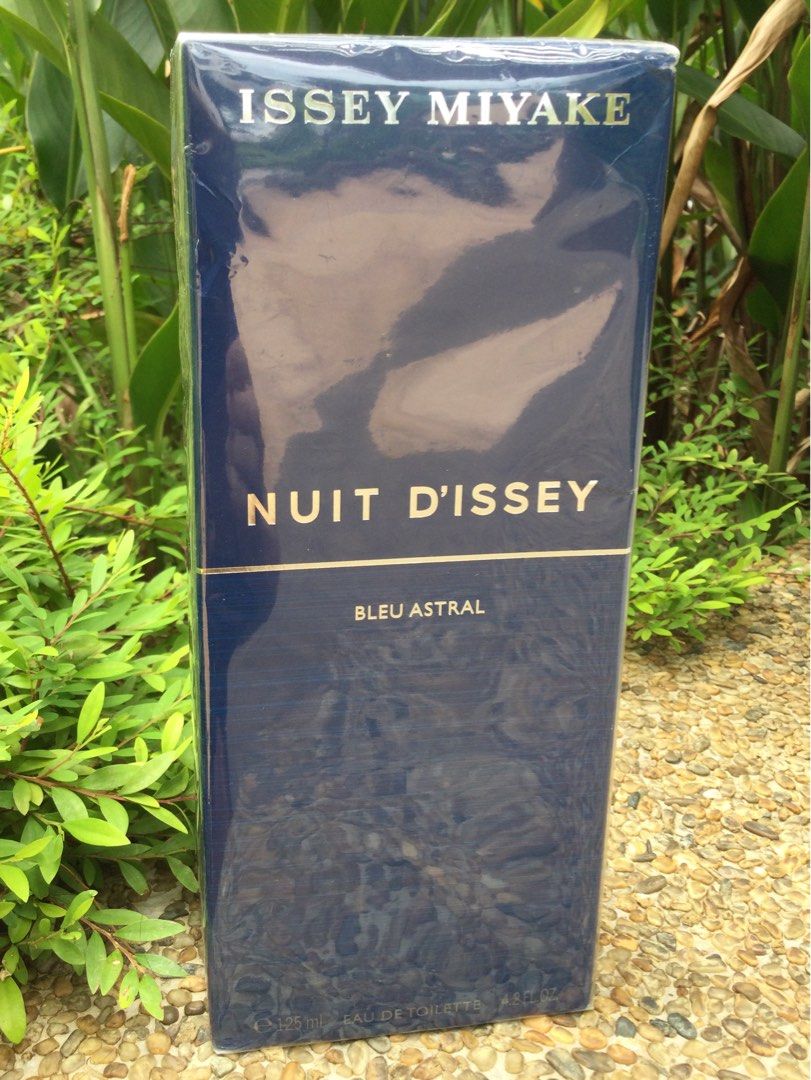 ISSEY MIYAKE
NUIT D'ISSEY
BLEU ASTRAL
℮ 125 ml EAU DE TOILETTE 4.2 FL.OZ.